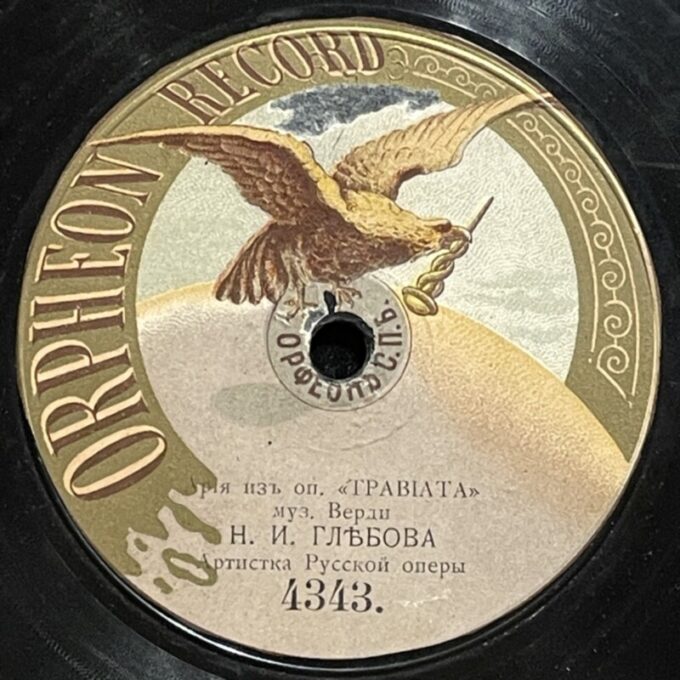 ORPHEON RECORD
ОРФЕОНЪ С.П.Б.
Арія изъ оп. «ТРАВІАТА»
муз. Верди
Н. И. ГЛѢБОВА
Артистка Русской оперы
4343.